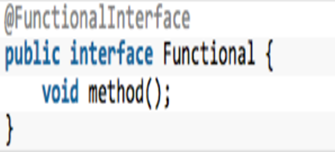 @FunctionalInterface
public interface Functional {
    void method();
}